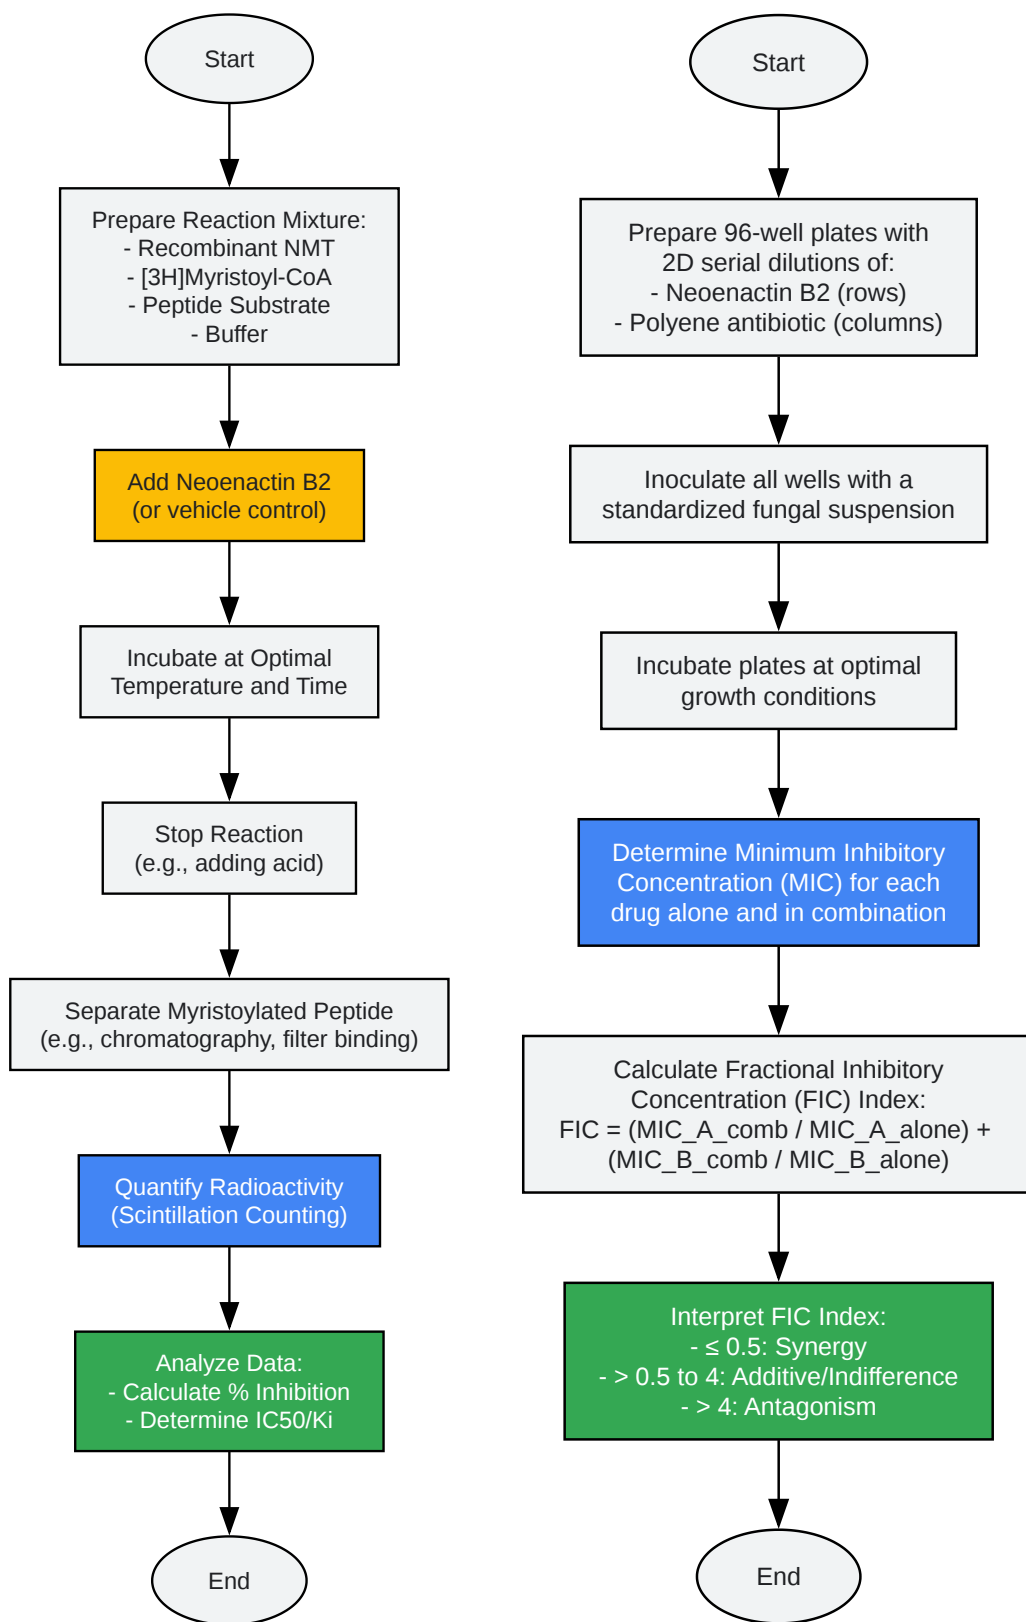 Start
Prepare Reaction Mixture:
- Recombinant NMT
- [3H]Myristoyl-CoA
- Peptide Substrate
- Buffer
Add Neoenactin B2
(or vehicle control)
Incubate at Optimal
Temperature and Time
Stop Reaction
(e.g., adding acid)
Separate Myristoylated Peptide
(e.g., chromatography, filter binding)
Quantify Radioactivity
(Scintillation Counting)
Analyze Data:
- Calculate % Inhibition
- Determine IC50/Ki
End
Start
Prepare 96-well plates with
2D serial dilutions of:
- Neoenactin B2 (rows)
- Polyene antibiotic (columns)
Inoculate all wells with a
standardized fungal suspension
Incubate plates at optimal
growth conditions
Determine Minimum Inhibitory
Concentration (MIC) for each
drug alone and in combination
Calculate Fractional Inhibitory
Concentration (FIC) Index:
FIC = (MIC_A_comb / MIC_A_alone) +
(MIC_B_comb / MIC_B_alone)
Interpret FIC Index:
- ≤ 0.5: Synergy
- > 0.5 to 4: Additive/Indifference
- > 4: Antagonism
End